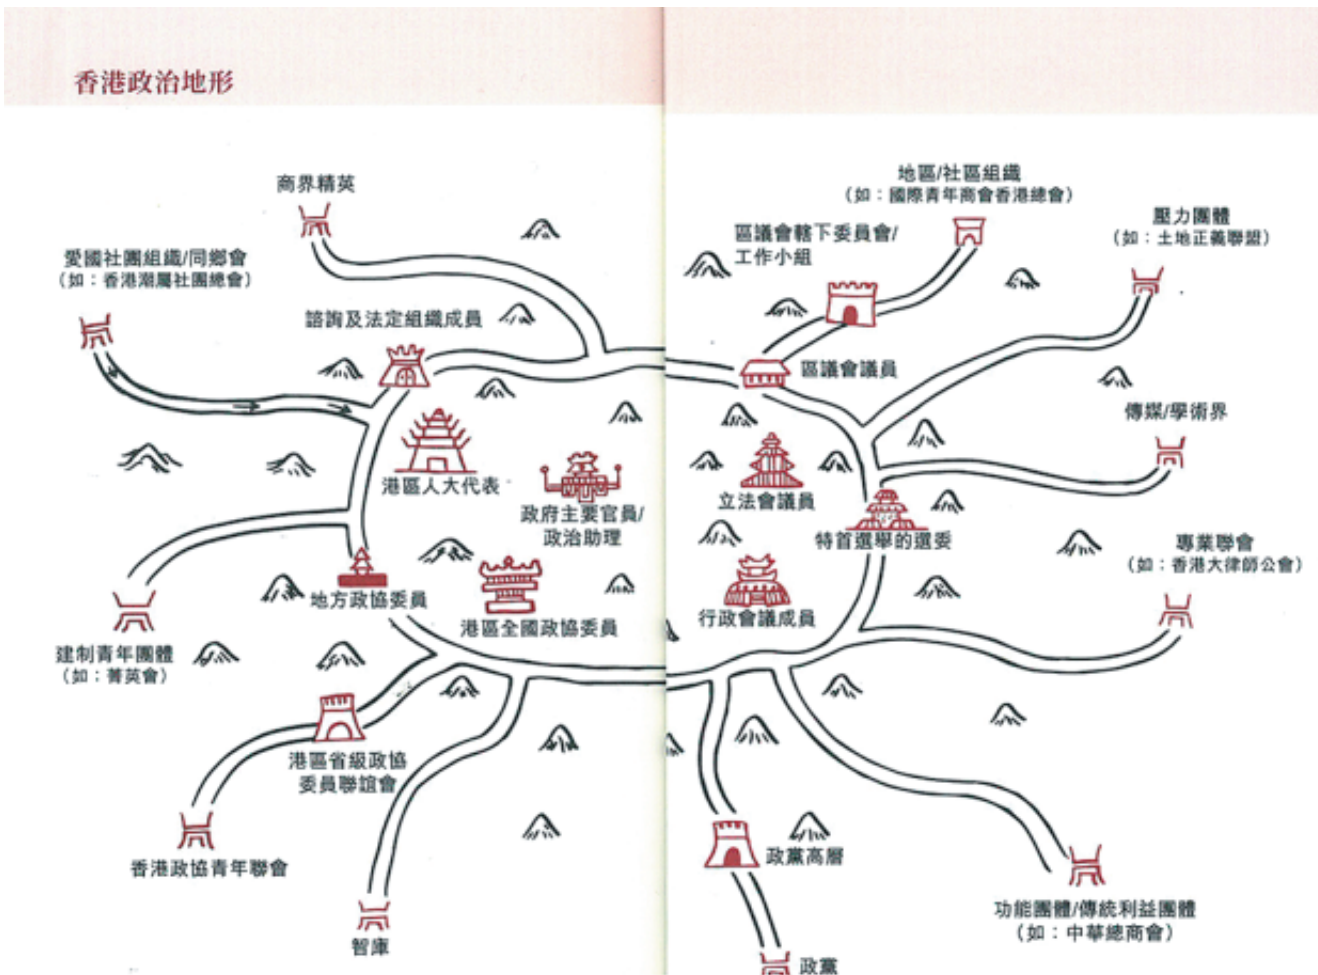 香港政治地形
商界精英
愛國社團組織/同鄉會
（如：香港潮屬社團總會）
諮詢及法定組織成員
港區人大代表
政府主要官員/
政治助理
地方政協委員
港區全國政協委員
建制青年團體
（如：菁英會）
港區省級政協
委員聯誼會
香港政協青年聯會
智庫
地區/社區組織
（如：國際青年商會香港總會）
區議會轄下委員會/
工作小組
壓力團體
（如：土地正義聯盟）
區議會議員
傳媒/學術界
立法會議員
特首選舉的選委
專業聯會
（如：香港大律師公會）
行政會議成員
政黨高層
功能團體/傳統利益團體
（如：中華總商會）
政黨